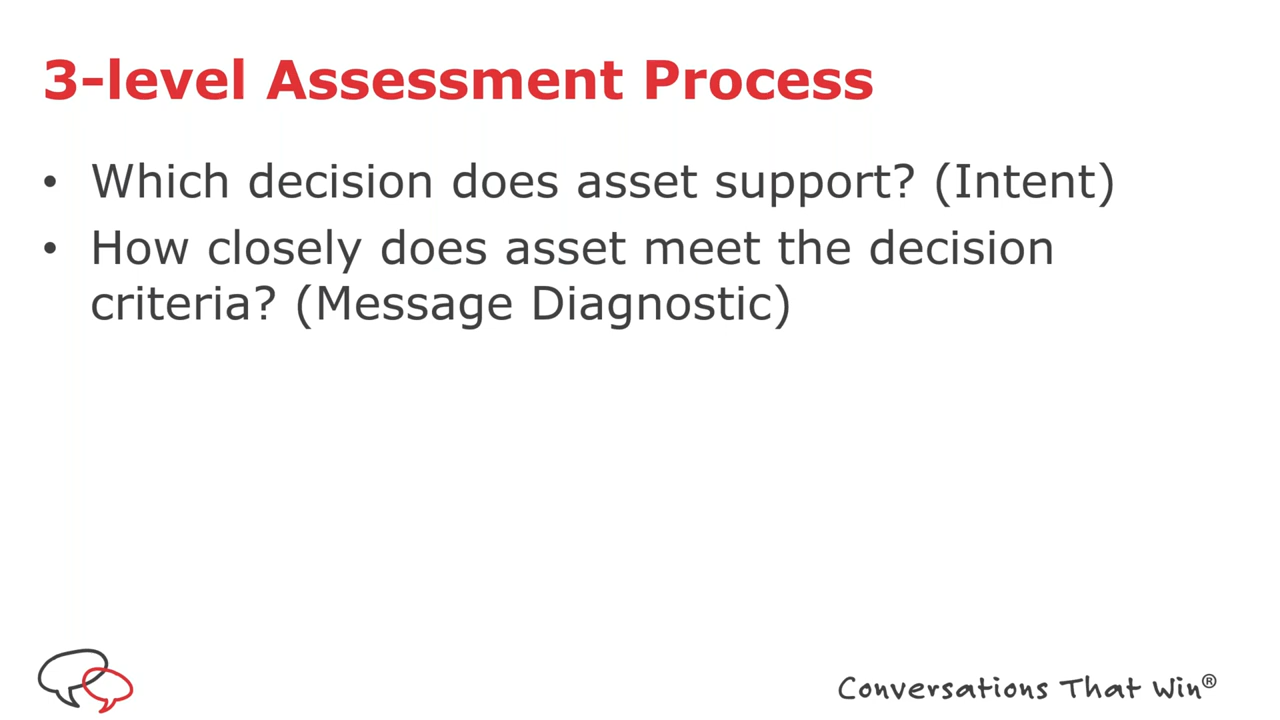 3-level Assessment Process
• Which decision does asset support? (Intent)
• How closely does asset meet the decision
criteria? (Message Diagnostic)
Conversations That Win®